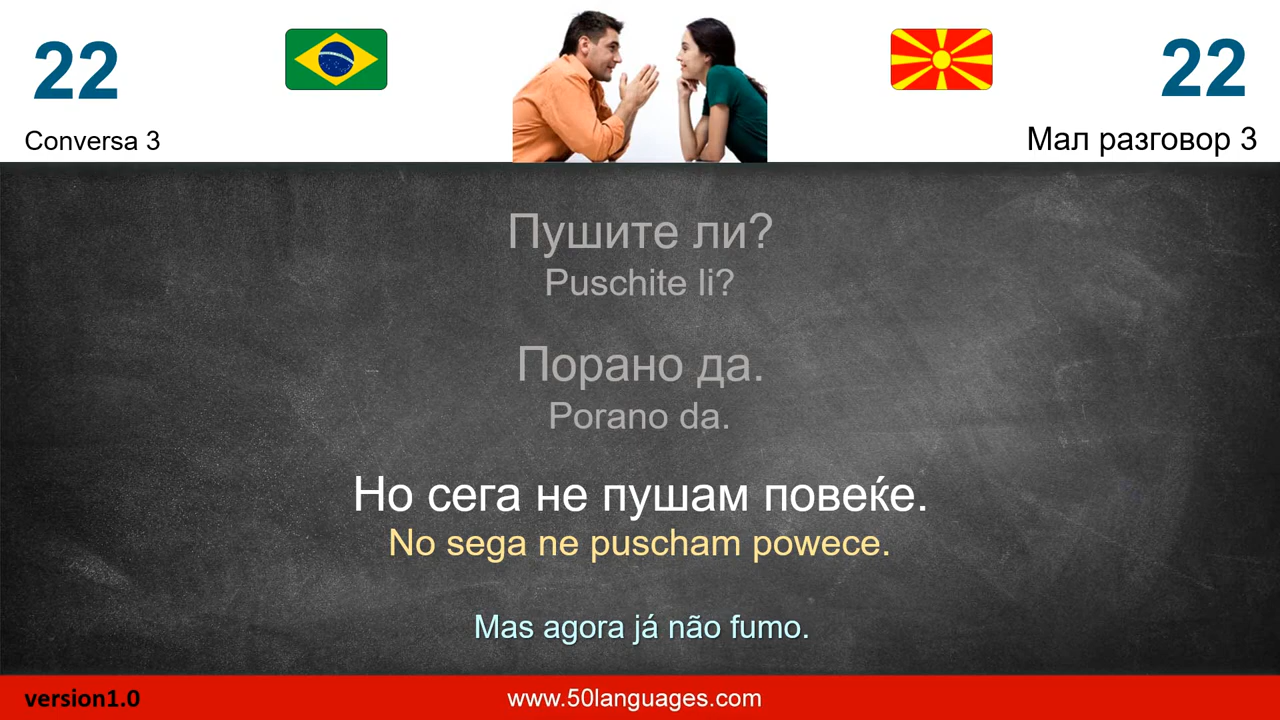 22
22
Conversa 3
Мал разговор 3
Пушите ли?
Puschite li?
Порано да.
Porano da.
Но сега не пушам повеќе.
No sega ne puscham powece.
Mas agora já não fumo.
version1.0
www.50languages.com